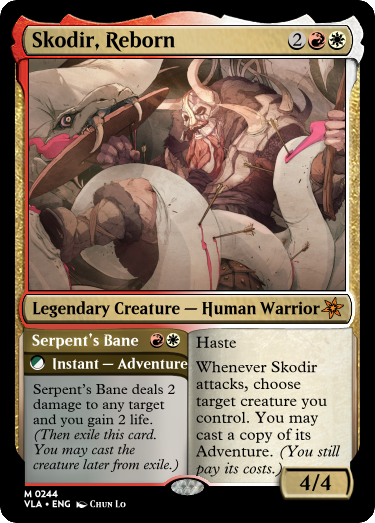 Skodir, Reborn
2
Legendary Creature — Human Warrior
Serpent's Bane
Instant — Adventure
Serpent's Bane deals 2
damage to any target
and you gain 2 life.
(Then exile this card.
You may cast the
creature later from exile.)
Haste
Whenever Skodir
attacks, choose
target creature you
control. You may
cast a copy of its
Adventure. (You still
pay its costs.)
4/4
M 0244
VLA • ENG Chun Lo